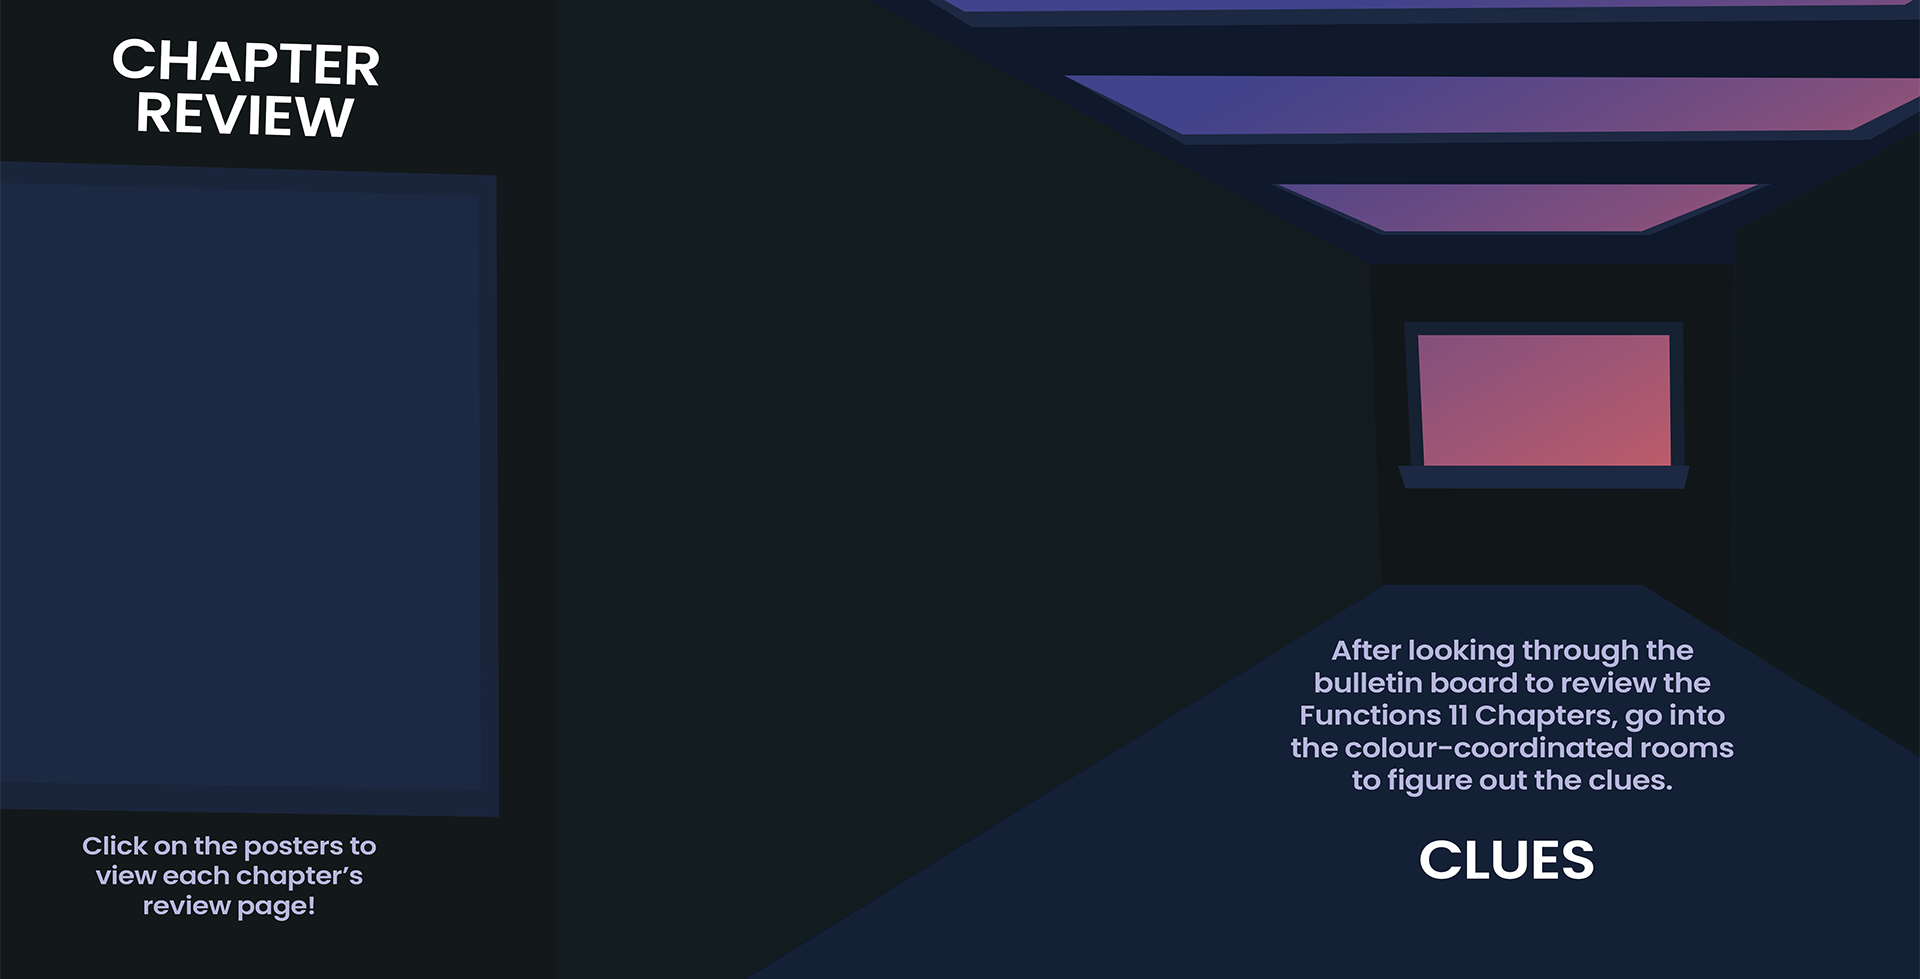 CHAPTER
REVIEW
Click on the posters to
view each chapter’s
review page!
After looking through the
bulletin board to review the
Functions 11 Chapters, go into
the colour-coordinated rooms
to figure out the clues.
CLUES